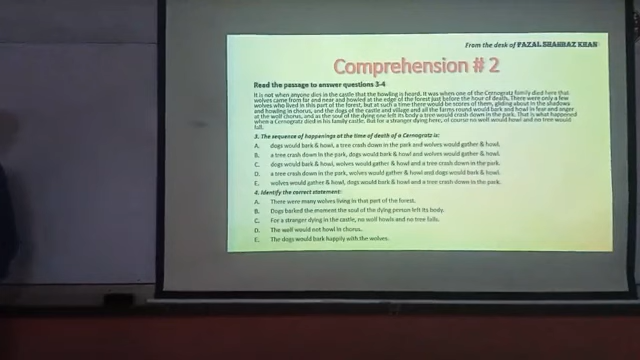 From the desk of FAZAL SHAHBAZ KHAN
Comprehension # 2
Read the passage to answer questions 3-4
It is not when anyone dies in the castle that the howling is heard. It was when one of the Cernogratz family died here that
wolves came from far and near and howled at the edge of the forest just before the hour of death. There were only a few
wolves who lived in this part of the forest, but at such a time there would be scores of them, gliding about in the shadows
and howling in chorus, and the dogs of the castle and village and all the farms round would bark and howl in fear and anger
at the wolf chorus, and as the soul of the dying one left its body a tree would crash down in the park. That is what happened
when a Cernogratz died in his family castle. But for a stranger dying here, of course no wolf would howl and no tree would
fall.
3. The sequence of happenings at the time of death of a Cernogratz is:
A. dogs would bark & howl, a tree crash down in the park and wolves would gather & howl.
B. a tree crash down in the park, dogs would bark & howl and wolves would gather & howl.
C. dogs would bark & howl, wolves would gather & howl and a tree crash down in the park.
D. a tree crash down in the park, wolves would gather & howl and dogs would bark & howl.
E. wolves would gather & howl, dogs would bark & howl and a tree crash down in the park.
4. Identify the correct statement:
A. There were many wolves living in that part of the forest.
B. Dogs barked the moment the soul of the dying person left its body.
C. For a stranger dying in the castle, no wolf howls and no tree falls.
D. The wolf would not howl in chorus.
E. The dogs would bark happily with the wolves.